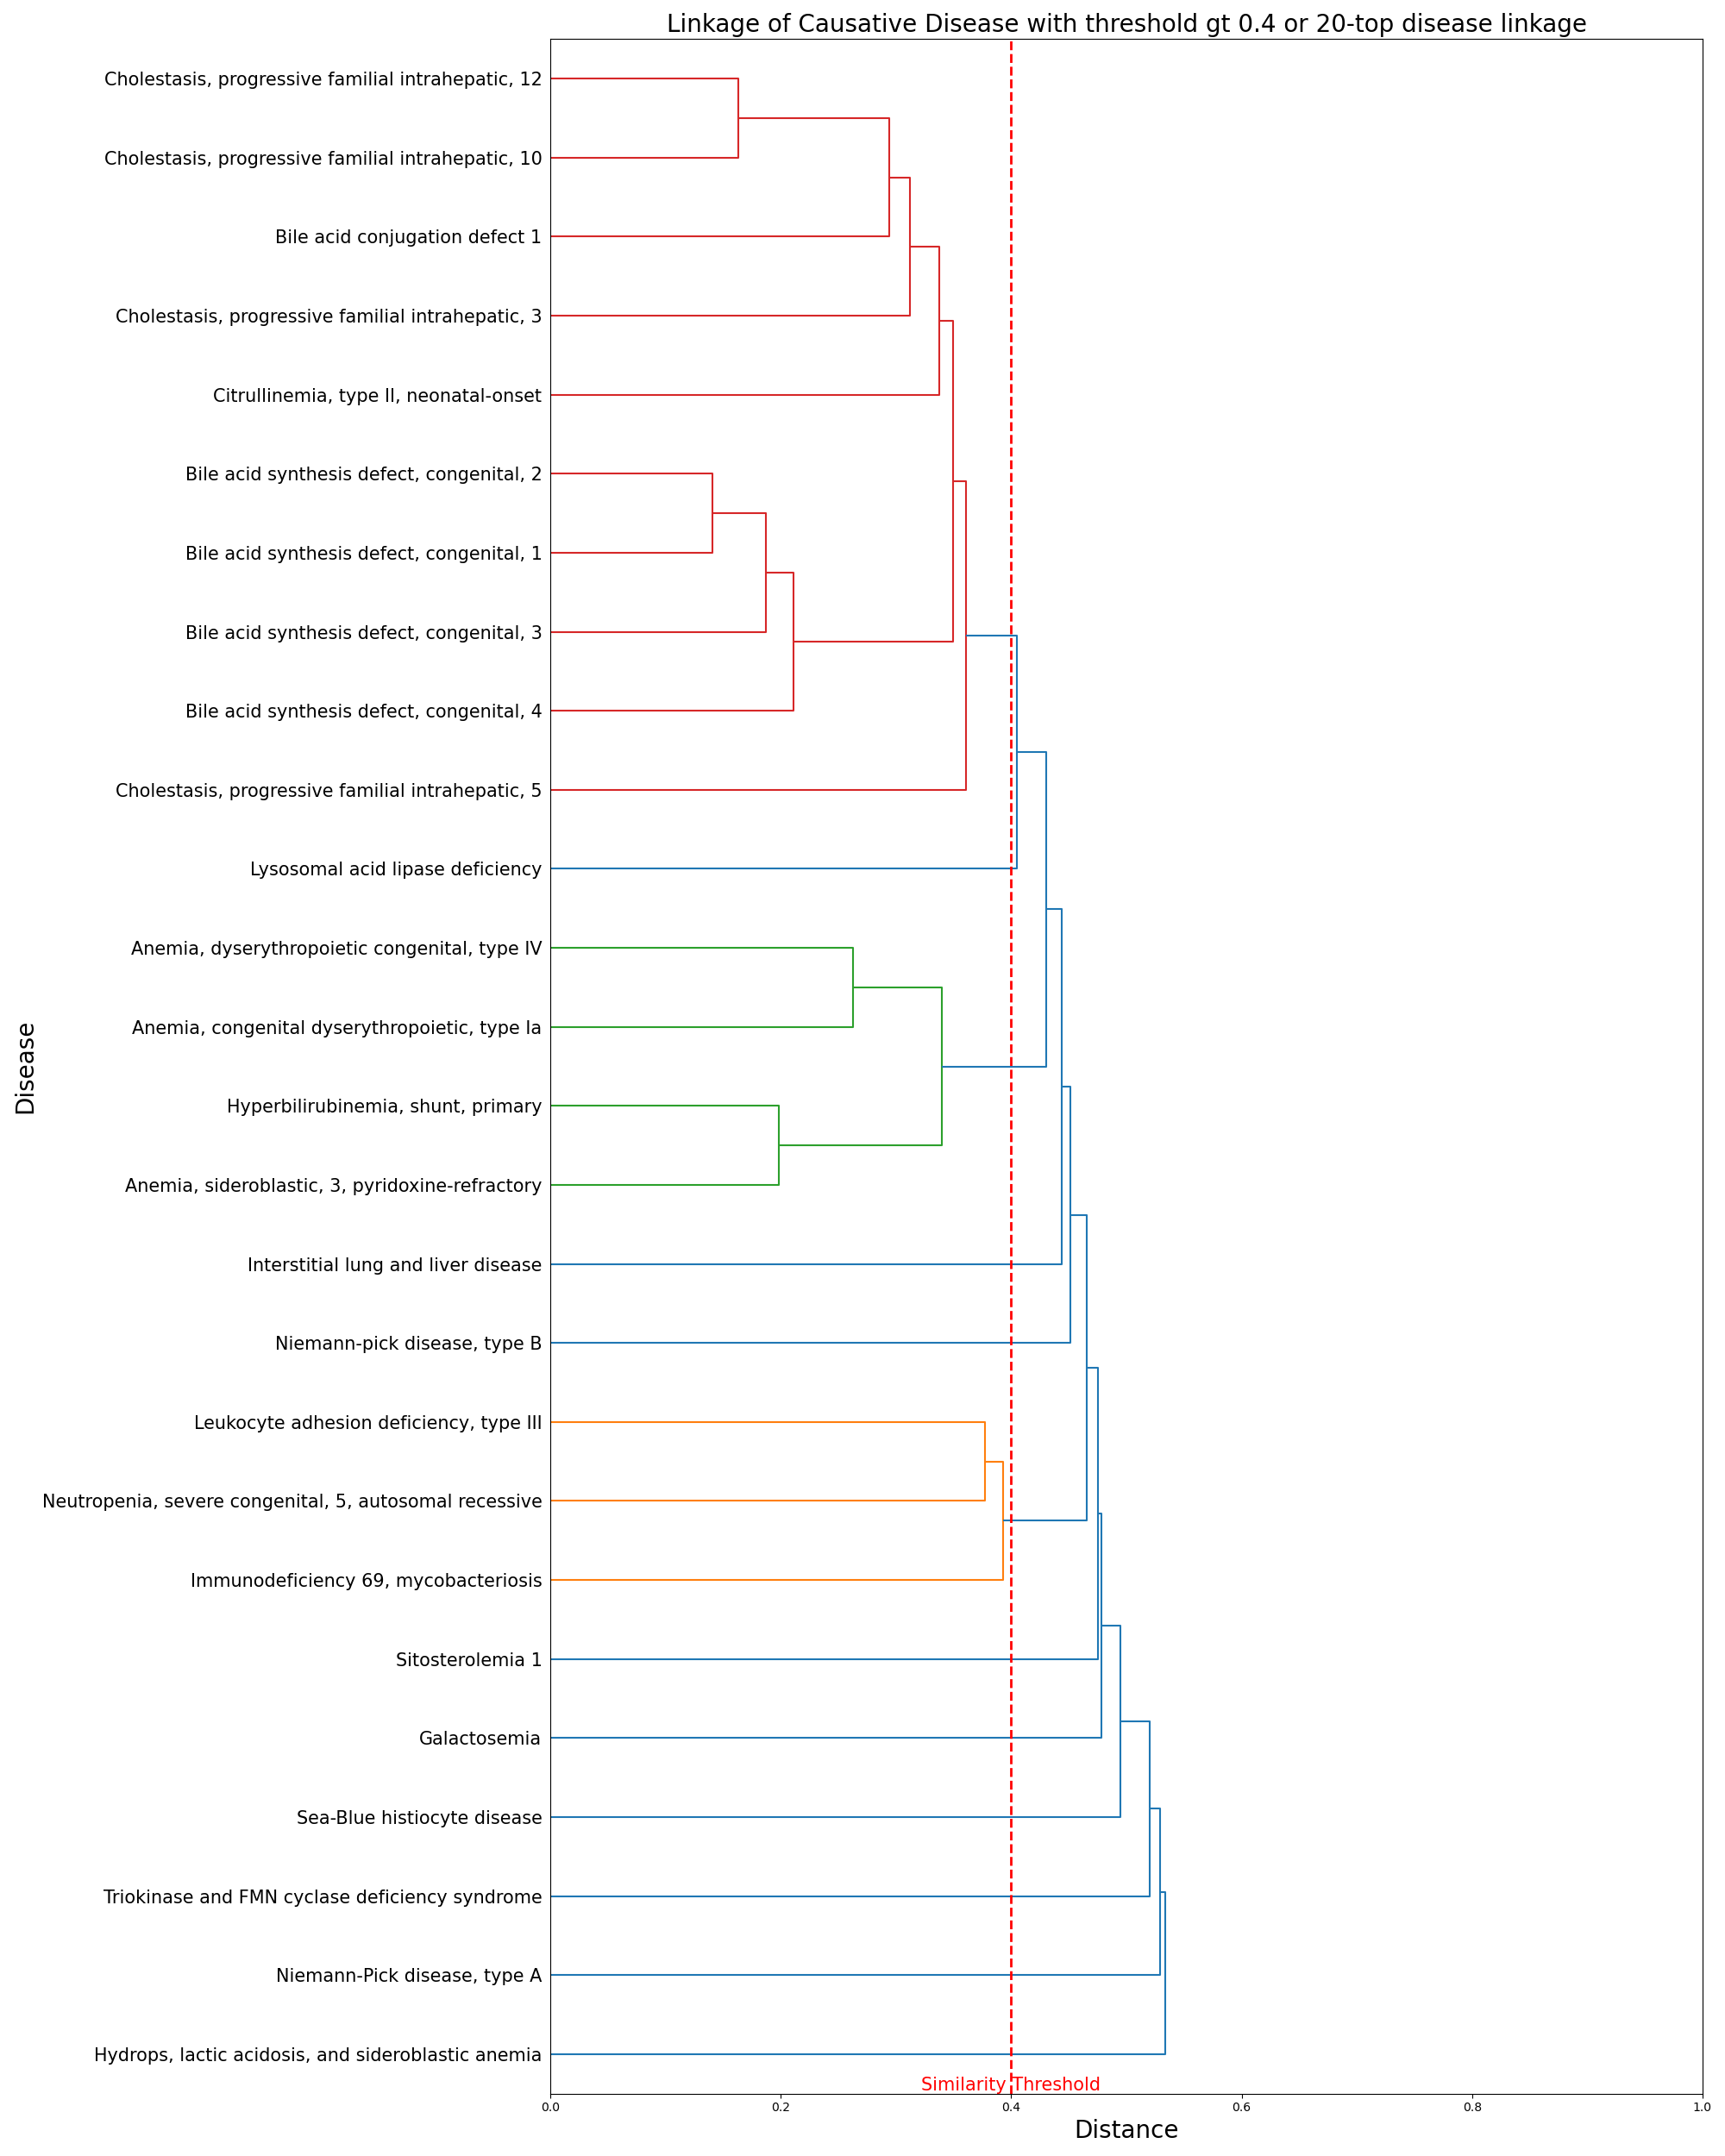 Linkage of Causative Disease with threshold gt 0.4 or 20-top disease linkage
Cholestasis, progressive familial intrahepatic, 12
Cholestasis, progressive familial intrahepatic, 10
Bile acid conjugation defect 1
Cholestasis, progressive familial intrahepatic, 3
Citrullinemia, type II, neonatal-onset
Bile acid synthesis defect, congenital, 2
Bile acid synthesis defect, congenital, 1
Bile acid synthesis defect, congenital, 3
Bile acid synthesis defect, congenital, 4
Cholestasis, progressive familial intrahepatic, 5
Lysosomal acid lipase deficiency
Anemia, dyserythropoietic congenital, type IV
Anemia, congenital dyserythropoietic, type Ia
Hyperbilirubinemia, shunt, primary
Anemia, sideroblastic, 3, pyridoxine-refractory
Interstitial lung and liver disease
Niemann-pick disease, type B
Leukocyte adhesion deficiency, type III
Neutropenia, severe congenital, 5, autosomal recessive
Immunodeficiency 69, mycobacteriosis
Sitosterolemia 1
Galactosemia
Sea-Blue histiocyte disease
Triokinase and FMN cyclase deficiency syndrome
Niemann-Pick disease, type A
Hydrops, lactic acidosis, and sideroblastic anemia
Disease
Similarity Threshold
0.0 0.2 0.4 0.6 0.8 1.0
Distance